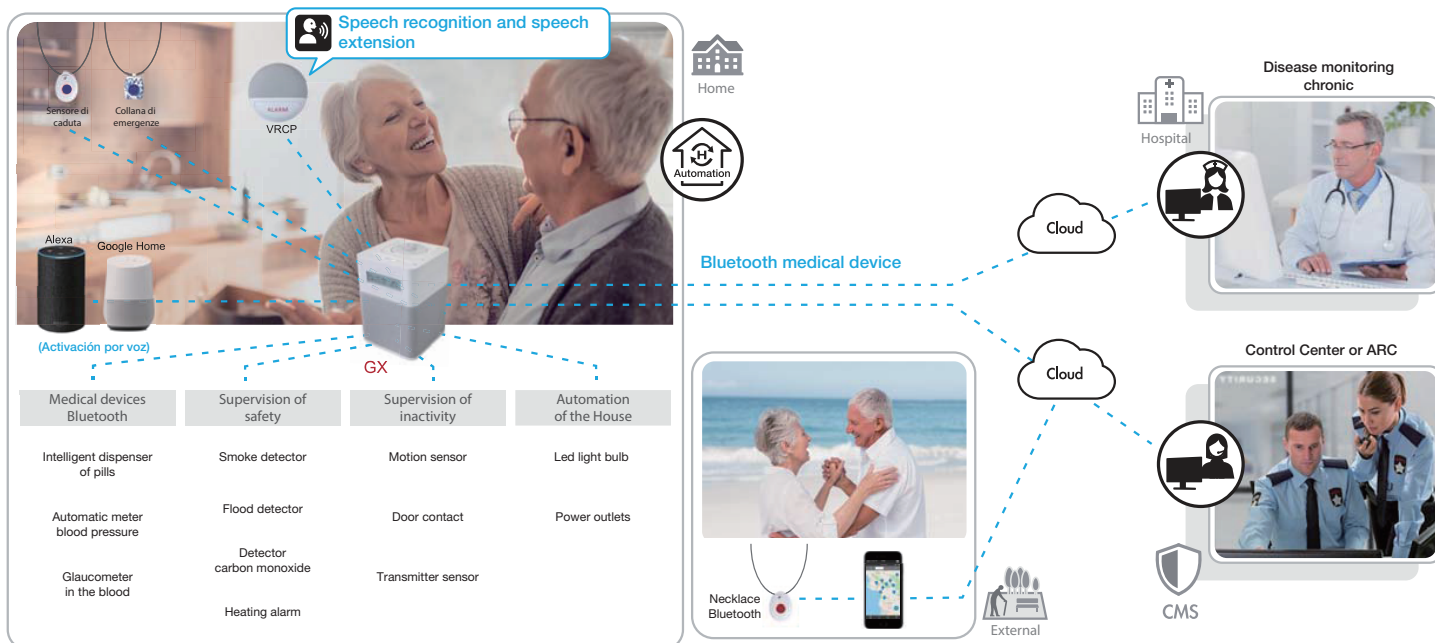 Speech recognition and speech
extension
Sensore di
caduta
Collana di
emergenze
ALARM
VRCP
Home
H
Automation
Alexa
Google Home
(Activación por voz)
GX
Bluetooth medical device
Cloud
Hospital
Disease monitoring
chronic
Cloud
Control Center or ARC
SECURITY
CMS
Medical devices
Bluetooth
Intelligent dispenser
of pills
Automatic meter
blood pressure
Glaucometer
in the blood
Supervision of
safety
Smoke detector
Flood detector
Detector
carbon monoxide
Heating alarm
Supervision of
inactivity
Motion sensor
Door contact
Transmitter sensor
Automation
of the House
Led light bulb
Power outlets
Necklace
Bluetooth
External